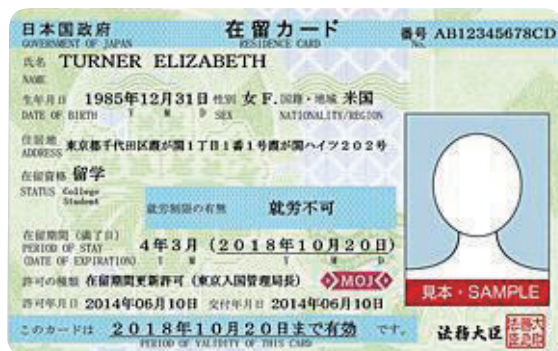 日本国政府 在留カード 番号 AB12345678CD
GOVERNMENT OF JAPAN RESIDENCE CARD No.
氏名 TURNER ELIZABETH
NAME
生年月日 1985年12月31日 性別 女 F. 国籍・地域 米国
DATE OF BIRTH Y M D SEX NATIONALITY/REGION
住居地 東京都千代田区霞が関1丁目1番1号霞が関ハイツ202号
ADDRESS
在留資格 留学
STATUS College
Student
就労制限の有無 就労不可
在留期間(満了日) 4年3月(2018年10月20日)
PERIOD OF STAY
(DATE OF EXPIRATION) Y M Y M D
許可の種類 在留期間更新許可(東京入国管理局長) MOJ
見本・SAMPLE
許可年月日 2014年06月10日 交付年月日 2014年06月10日
このカードは 2018年10月20日まで有効 です。
PERIOD OF VALIDITY OF THIS CARD
法務大臣